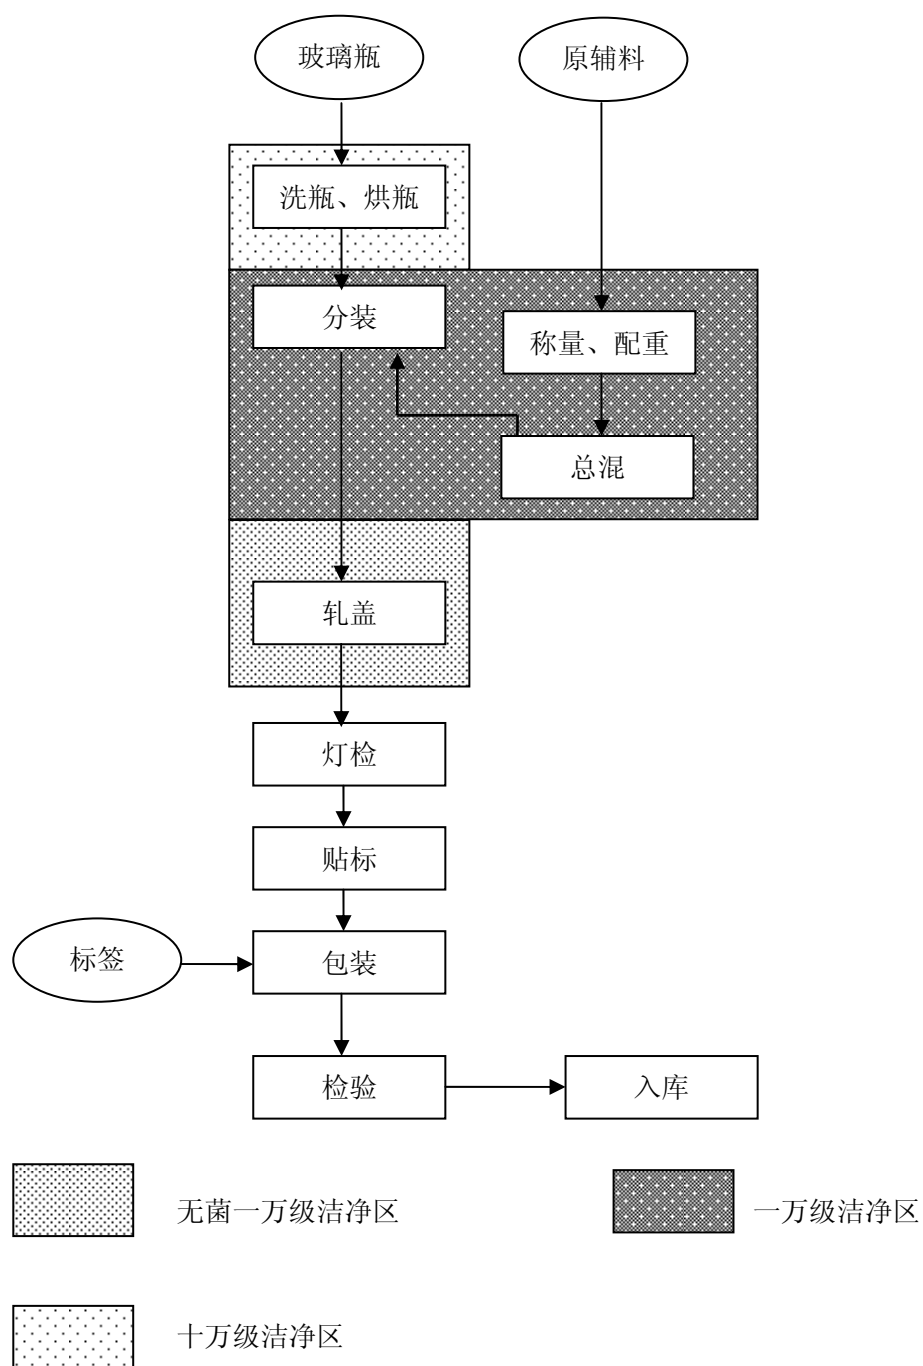 玻璃瓶
原辅料
洗瓶、烘瓶
分装
称量、配重
总混
轧盖
灯检
贴标
标签
包装
检验
入库
无菌一万级洁净区
一万级洁净区
十万级洁净区